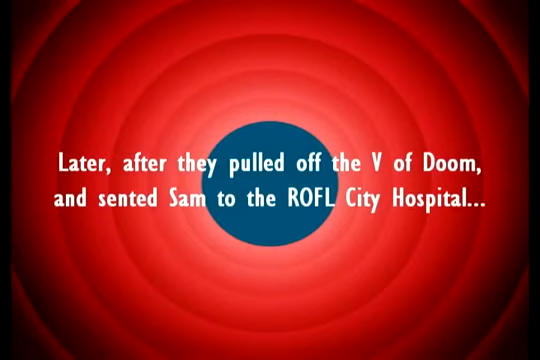 Later, after they pulled off the V of Doom,
and sented Sam to the ROFL City Hospital...